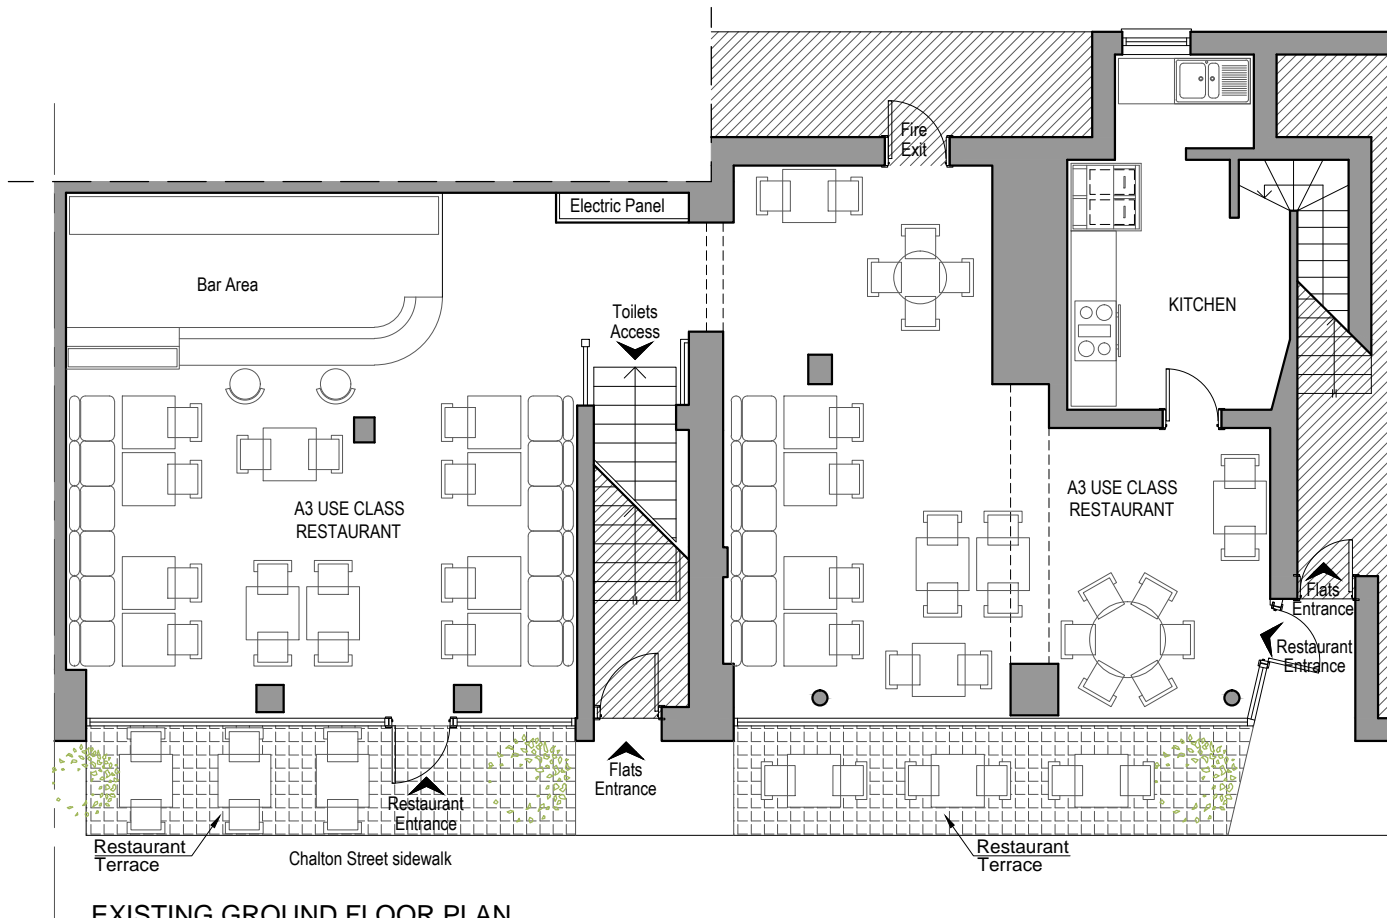 Fire
Exit
Electric Panel
Bar Area
Toilets
Access
KITCHEN
A3 USE CLASS
RESTAURANT
A3 USE CLASS
RESTAURANT
Flats
Entrance
Restaurant
Entrance
Flats
Entrance
Restaurant
Entrance
Restaurant
Terrace
Chalton Street sidewalk
Restaurant
Terrace
EXISTING GROUND FLOOR PLAN